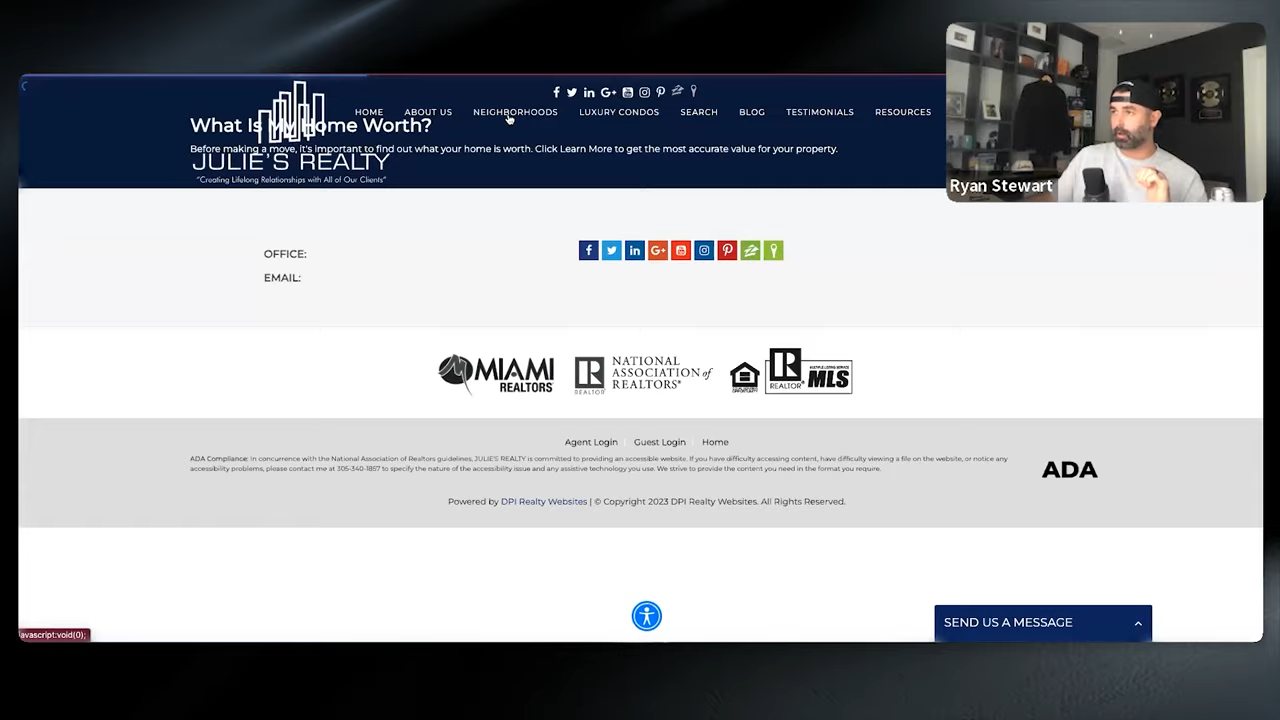 HOME ABOUT US NEIGHBORHOODS LUXURY CONDOS SEARCH BLOG TESTIMONIALS RESOURCES
What Is My Home Worth?
Before making a move, it's important to find out what your home is worth. Click Learn More to get the most accurate value for your property.
JULIE'S REALTY
"Creating Lifelong Relationships with All of Our Clients"
Ryan Stewart
OFFICE:
EMAIL:
MIAMI
REALTORS
NATIONAL
ASSOCIATION of
REALTORS®
REALTOR
REALTOR®
MLS
Agent Login | Guest Login | Home
ADA Compliance: In concurrence with the National Association of Realtors guidelines, JULIE'S REALTY is committed to providing an accessible website. If you have difficulty accessing content, have difficulty viewing a file on the website, or notice any
accessibility problems, please contact me at 305-340-1857 to specify the nature of the accessibility issue and any assistive technology you use. We strive to provide the content you need in the format you require.
ADA
Powered by DPI Realty Websites | © Copyright 2023 DPI Realty Websites. All Rights Reserved.
SEND US A MESSAGE
avascript:void(0);